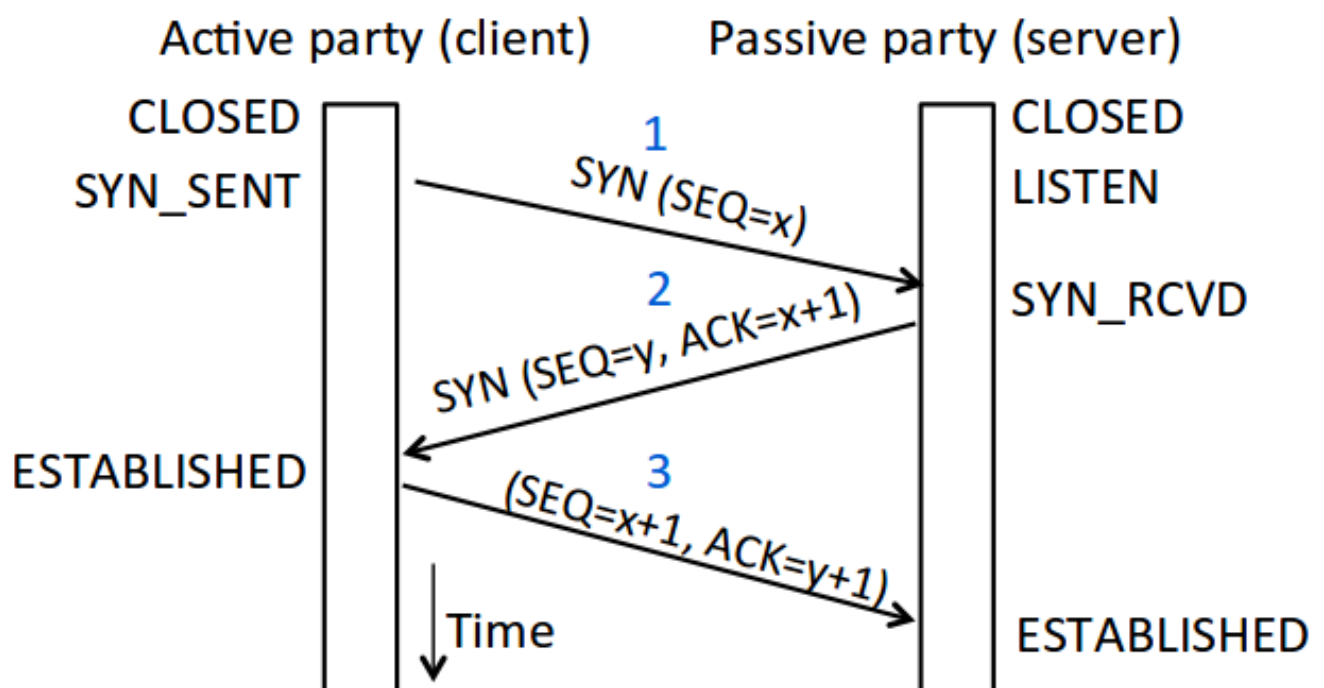 Active party (client)
Passive party (server)
CLOSED
CLOSED
1
SYN (SEQ=x)
SYN_SENT
LISTEN
2
SYN (SEQ=y, ACK=x+1)
SYN_RCVD
ESTABLISHED
3
(SEQ=x+1, ACK=y+1)
Time
ESTABLISHED